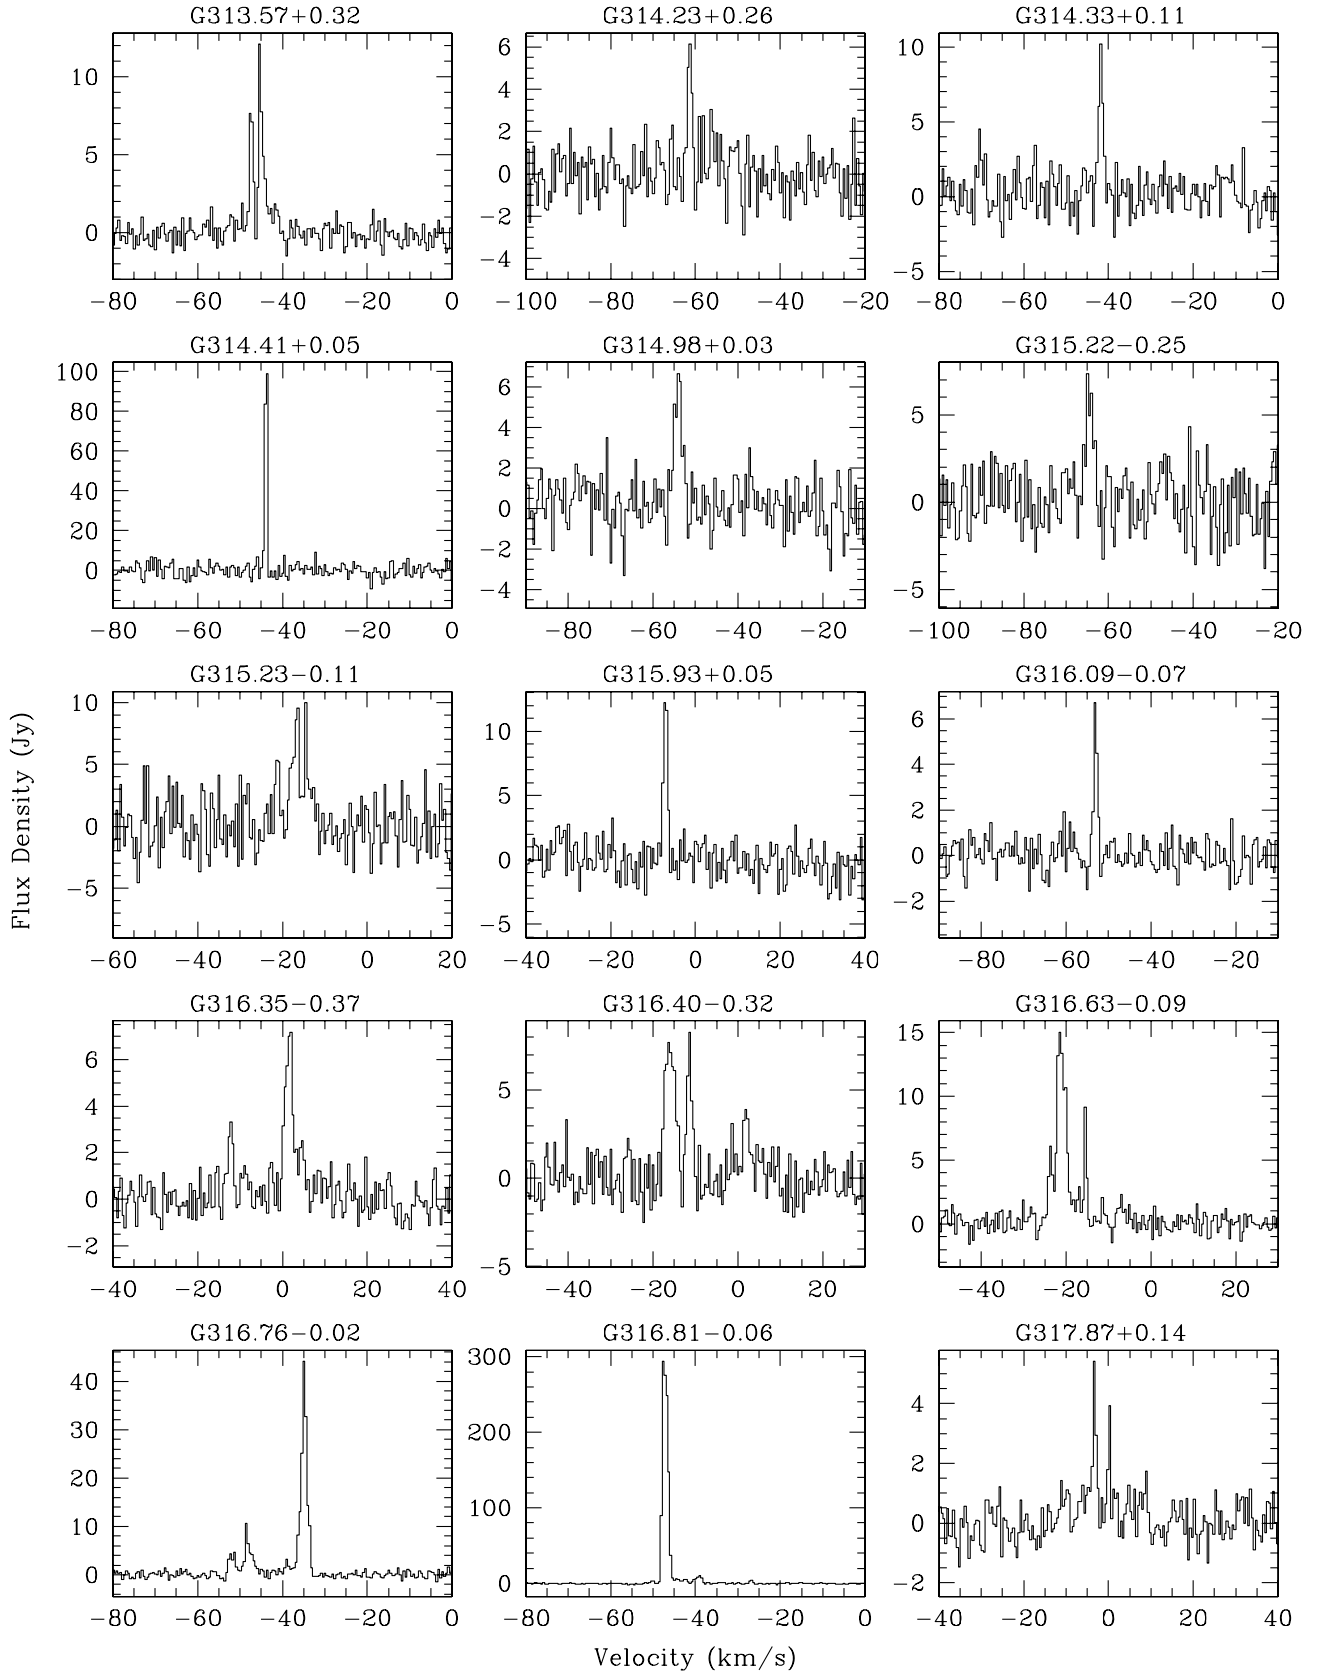 G313.57+0.32 G314.23+0.26 G314.33+0.11
10 5 0
6 4 2 0 −2 −4
10 5 0 −5
−80 −60 −40 −20 0 −100 −80 −60 −40 −20 −80 −60 −40 −20 0
G314.41+0.05 G314.98+0.03 G315.22−0.25
100 80 60 40 20 0
6 4 2 0 −2 −4
5 0 −5
−80 −60 −40 −20 0 −80 −60 −40 −20 −100 −80 −60 −40 −20
G315.23−0.11 G315.93+0.05 G316.09−0.07
10 5 0 −5
10 5 0 −5
6 4 2 0 −2
−60 −40 −20 0 20 −40 −20 0 20 40 −80 −60 −40 −20
Flux Density (Jy)
G316.35−0.37 G316.40−0.32 G316.63−0.09
6 4 2 0 −2
5 0 −5
15 10 5 0
−40 −20 0 20 40 −40 −20 0 20 −40 −20 0 20
G316.76−0.02 G316.81−0.06 G317.87+0.14
40 30 20 10 0
300 200 100 0
4 2 0 −2
−80 −60 −40 −20 0 −80 −60 −40 −20 0 −40 −20 0 20 40
Velocity (km/s)